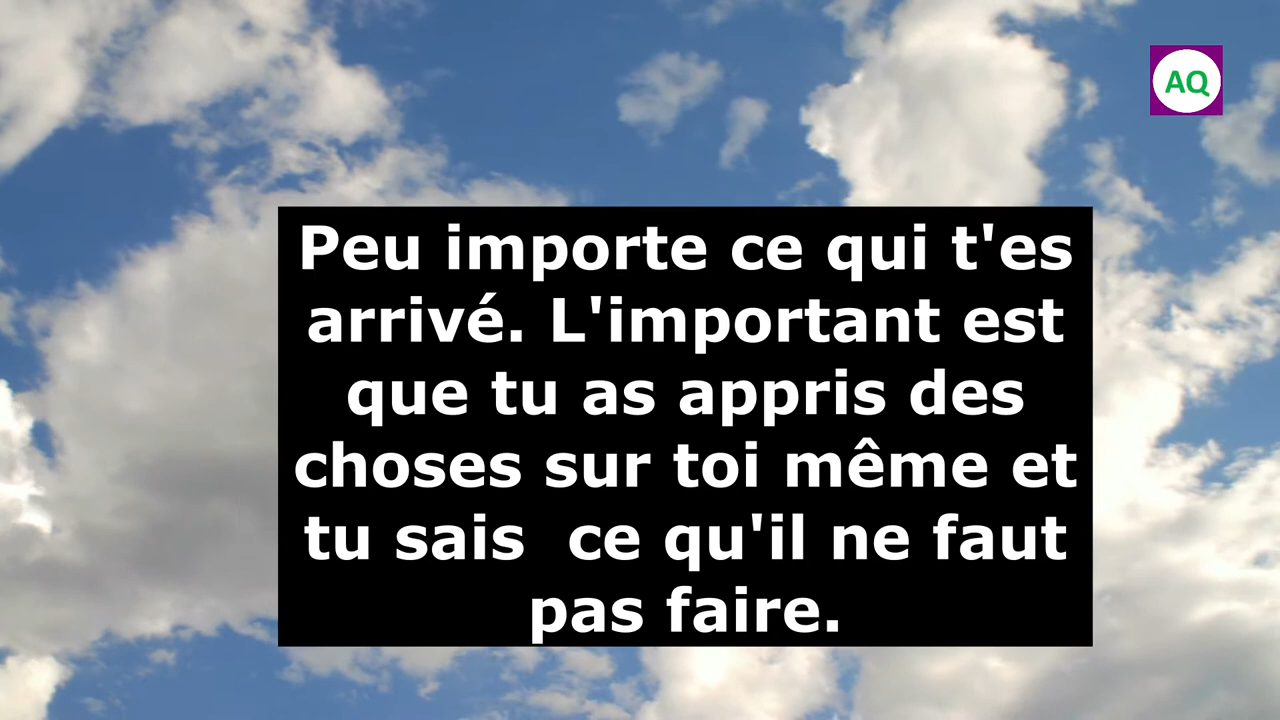 AQ
Peu importe ce qui t'es
arrivé. L'important est
que tu as appris des
choses sur toi même et
tu sais  ce qu'il ne faut
pas faire.